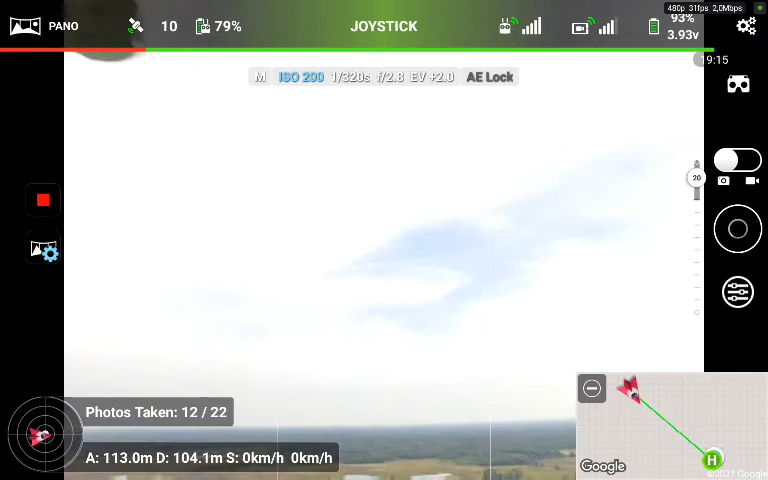 480p 31fps 2,0Mbps
PANO
10
79%
JOYSTICK
93%
3.93v
19:15
M ISO 200 1/320s f/2.8 EV +2.0 AE Lock
20
Photos Taken: 12 / 22
A: 113.0m D: 104.1m S: 0km/h 0km/h
H
Google
©2021 Google